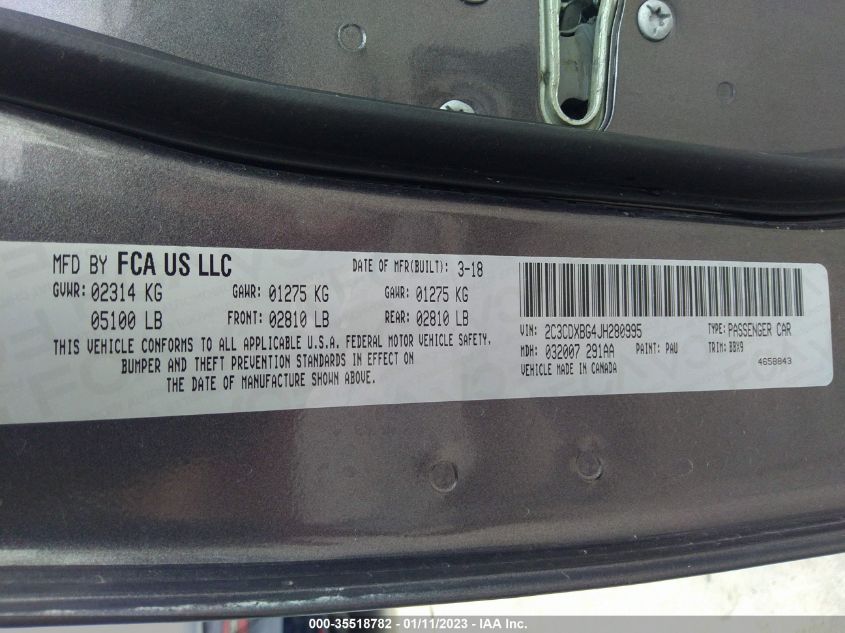 MFD BY FCA US LLC DATE OF MFR(BUILT): 3-18
GVWR: 02314 KG GAWR: 01275 KG GAWR: 01275 KG
05100 LB FRONT: 02810 LB REAR: 02810 LB
THIS VEHICLE CONFORMS TO ALL APPLICABLE U.S.A. FEDERAL MOTOR VEHICLE SAFETY,
BUMPER AND THEFT PREVENTION STANDARDS IN EFFECT ON
THE DATE OF MANUFACTURE SHOWN ABOVE.
VIN: 2C3CDXBG4JH280995 TYPE: PASSENGER CAR
MDH: 032007 291AA PAINT: PAU TRIM: BBX9
VEHICLE MADE IN CANADA 4658843
000-35518782 - 01/11/2023 - IAA Inc.